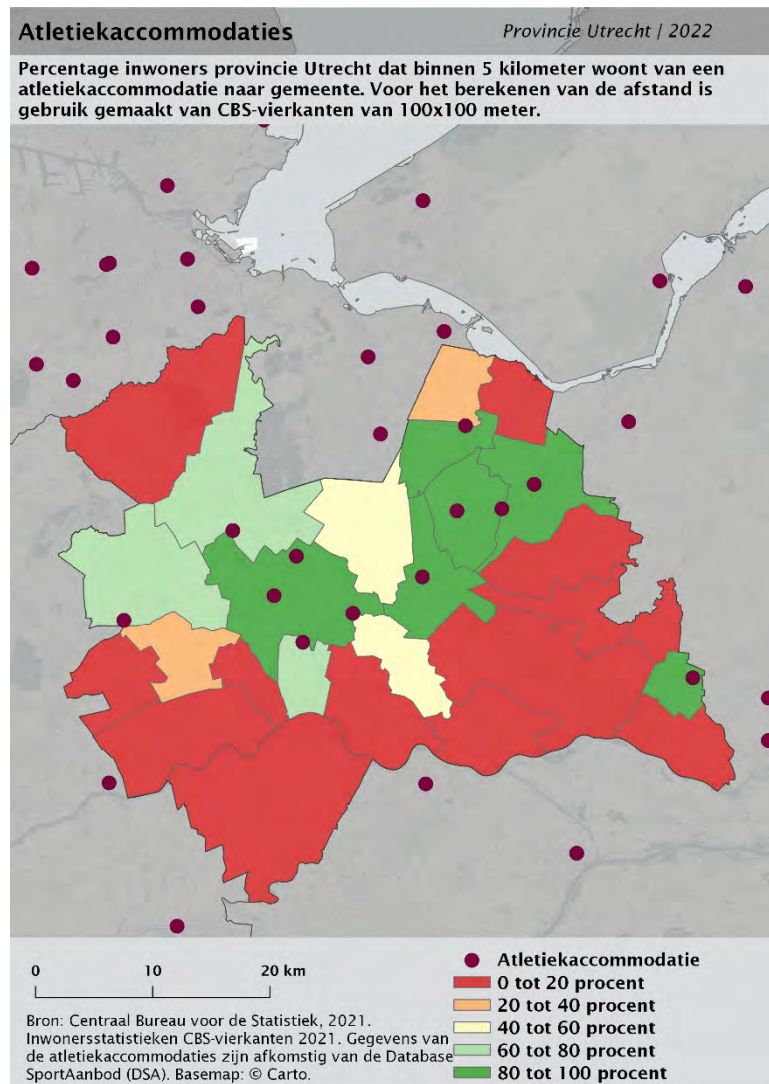 Atletiekaccommodaties
Provincie Utrecht | 2022
Percentage inwoners provincie Utrecht dat binnen 5 kilometer woont van een
atletiekaccommodatie naar gemeente. Voor het berekenen van de afstand is
gebruik gemaakt van CBS-vierkanten van 100x100 meter.
0 10 20 km
Bron: Centraal Bureau voor de Statistiek, 2021.
Inwonersstatistieken CBS-vierkanten 2021. Gegevens van
de atletiekaccommodaties zijn afkomstig van de Database
SportAanbod (DSA). Basemap: © Carto.
Atletiekaccommodatie
0 tot 20 procent
20 tot 40 procent
40 tot 60 procent
60 tot 80 procent
80 tot 100 procent